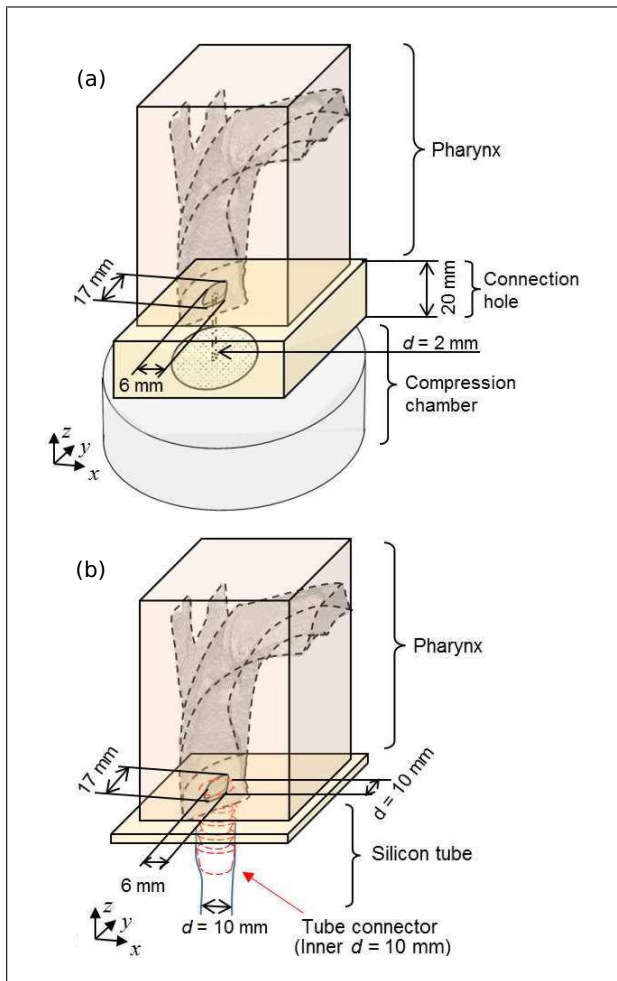 (a)
Pharynx
17 mm
20 mm
Connection
hole
d = 2 mm
6 mm
Compression
chamber
z
y
x
(b)
Pharynx
17 mm
d = 10 mm
Silicon tube
6 mm
d = 10 mm
Tube connector
(Inner d = 10 mm)
z
y
x